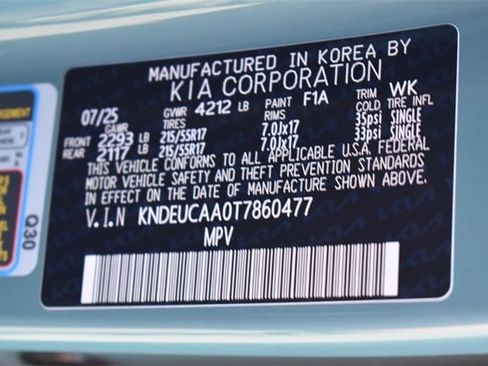 MANUFACTURED IN KOREA BY
KIA CORPORATION
07/25 GVWR 4212 LB PAINT F1A TRIM WK
GAWR TIRES RIMS COLD TIRE INFL
FRONT 2293 LB 215/55R17 7.0Jx17 35psi SINGLE
REAR 2117 LB 215/55R17 7.0Jx17 33psi SINGLE
THIS VEHICLE CONFORMS TO ALL APPLICABLE U.S.A. FEDERAL
MOTOR VEHICLE SAFETY AND THEFT PREVENTION STANDARDS
IN EFFECT ON THE DATE OF MANUFACTURE SHOWN ABOVE.
V.I.N KNDEUCAA0T7860477
MPV
Q30